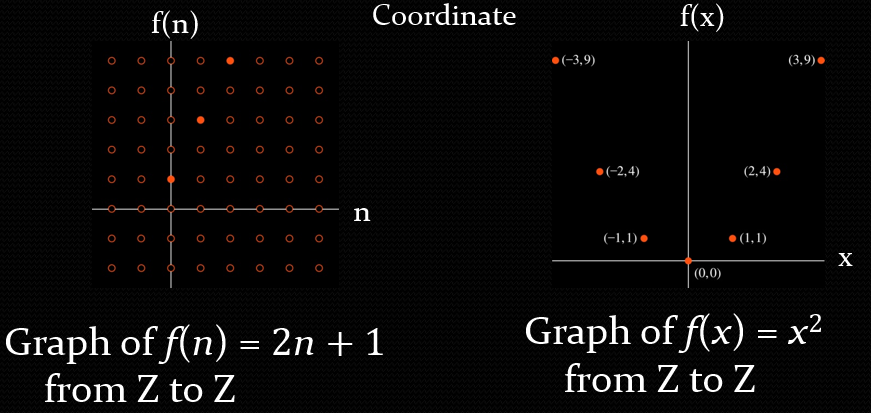 Coordinate
f(n)
n
Graph of f(n) = 2n + 1
from Z to Z
f(x)
(−3,9)
(3,9)
(−2,4)
(2,4)
(−1,1)
(1,1)
(0,0)
x
Graph of f(x) = x²
from Z to Z